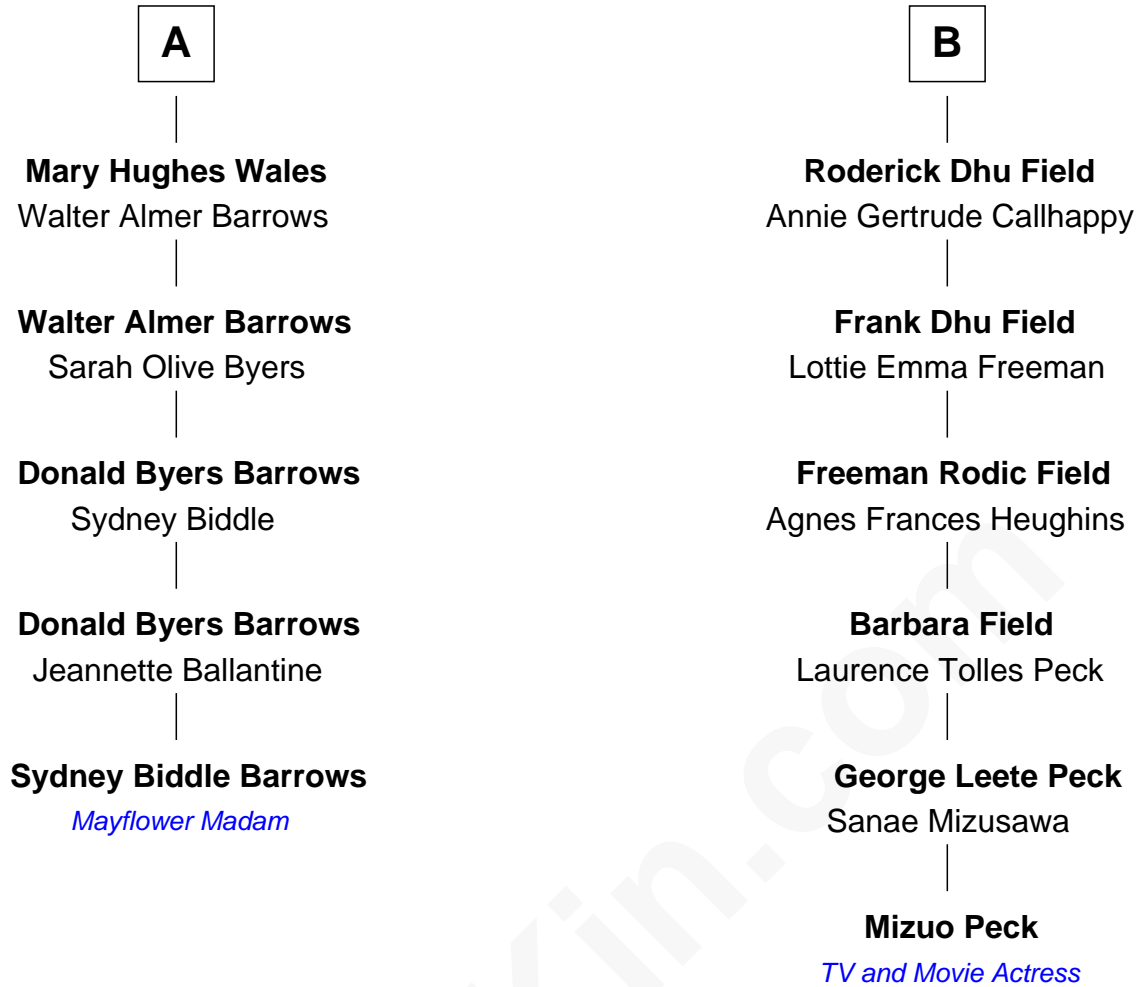 A
Mary Hughes Wales
Walter Almer Barrows
Walter Almer Barrows
Sarah Olive Byers
Donald Byers Barrows
Sydney Biddle
Donald Byers Barrows
Jeannette Ballantine
Sydney Biddle Barrows
Mayflower Madam
B
Roderick Dhu Field
Annie Gertrude Callhappy
Frank Dhu Field
Lottie Emma Freeman
Freeman Rodic Field
Agnes Frances Heughins
Barbara Field
Laurence Tolles Peck
George Leete Peck
Sanae Mizusawa
Mizuo Peck
TV and Movie Actress
Kin.com